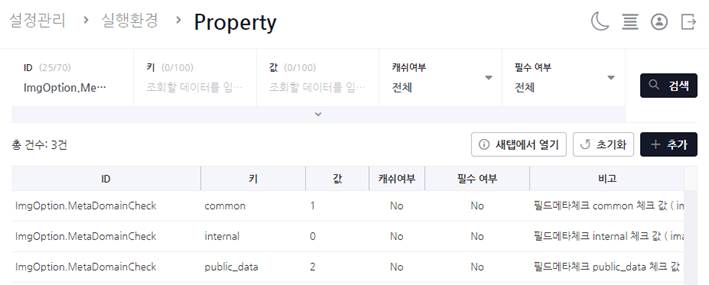 설정관리 > 실행환경 > Property
ID (25/70) 키 (0/100) 값 (0/100) 캐쉬여부 필수 여부
ImgOption.Me··· 조회할 데이터를 입··· 조회할 데이터를 입··· 전체 전체 검색
총 건수: 3건 새탭에서 열기 초기화 + 추가
ID 키 값 캐쉬여부 필수 여부 비고
ImgOption.MetaDomainCheck common 1 No No 필드메타체크 common 체크 값 ( im
ImgOption.MetaDomainCheck internal 0 No No 필드메타체크 internal 체크 값 ( ima
ImgOption.MetaDomainCheck public_data 2 No No 필드메타체크 public_data 체크 값